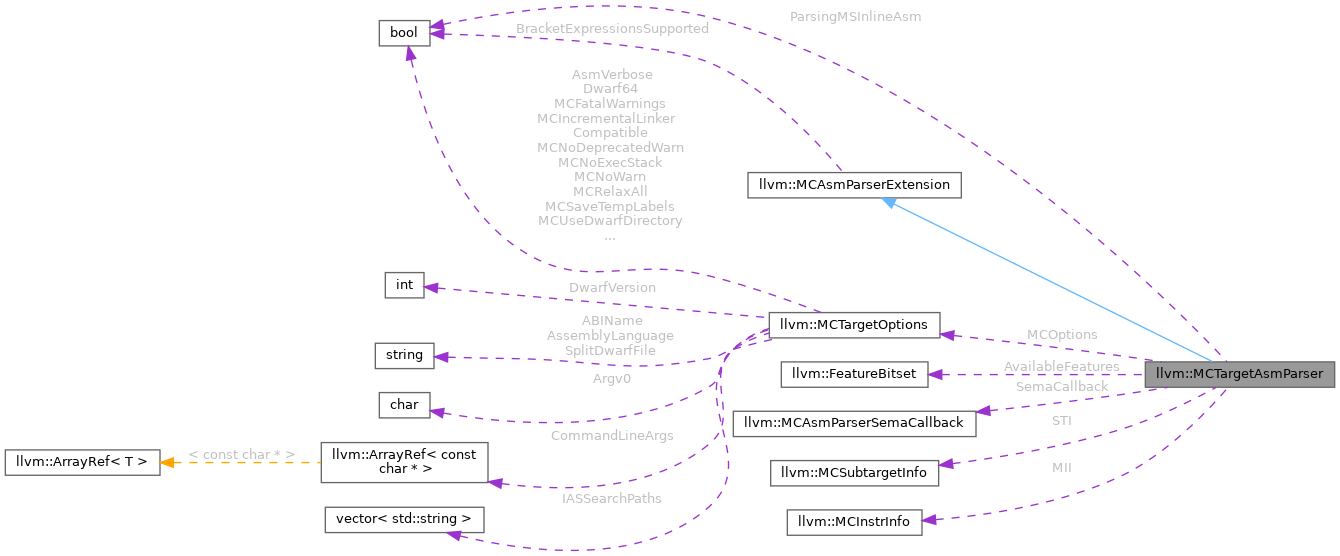 ParsingMSInlineAsm
bool
BracketExpressionsSupported
AsmVerbose
Dwarf64
MCFatalWarnings
MCIncrementalLinker
Compatible
MCNoDeprecatedWarn
MCNoExecStack
MCNoWarn
MCRelaxAll
MCSaveTempLabels
MCUseDwarfDirectory
...
llvm::MCAsmParserExtension
int
DwarfVersion
llvm::MCTargetOptions
MCOptions
ABIName
AssemblyLanguage
SplitDwarfFile
string
llvm::FeatureBitset
AvailableFeatures
llvm::MCTargetAsmParser
Argv0
SemaCallback
char
llvm::MCAsmParserSemaCallback
STI
CommandLineArgs
llvm::ArrayRef< T >
< const char * >
llvm::ArrayRef< const
char * >
llvm::MCSubtargetInfo
MII
IASSearchPaths
vector< std::string >
llvm::MCInstrInfo